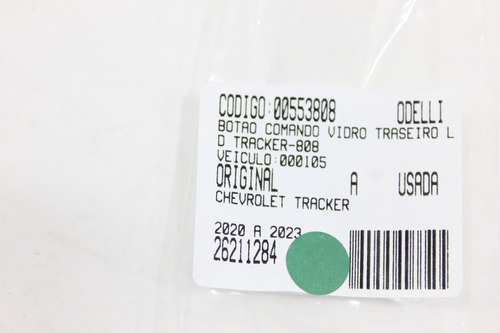 CODIGO:00553808 ODELLI
BOTAO COMANDO VIDRO TRASEIRO L
D TRACKER-808
VEICULO:000105
ORIGINAL A USADA
CHEVROLET TRACKER
2020 A 2023
26211284